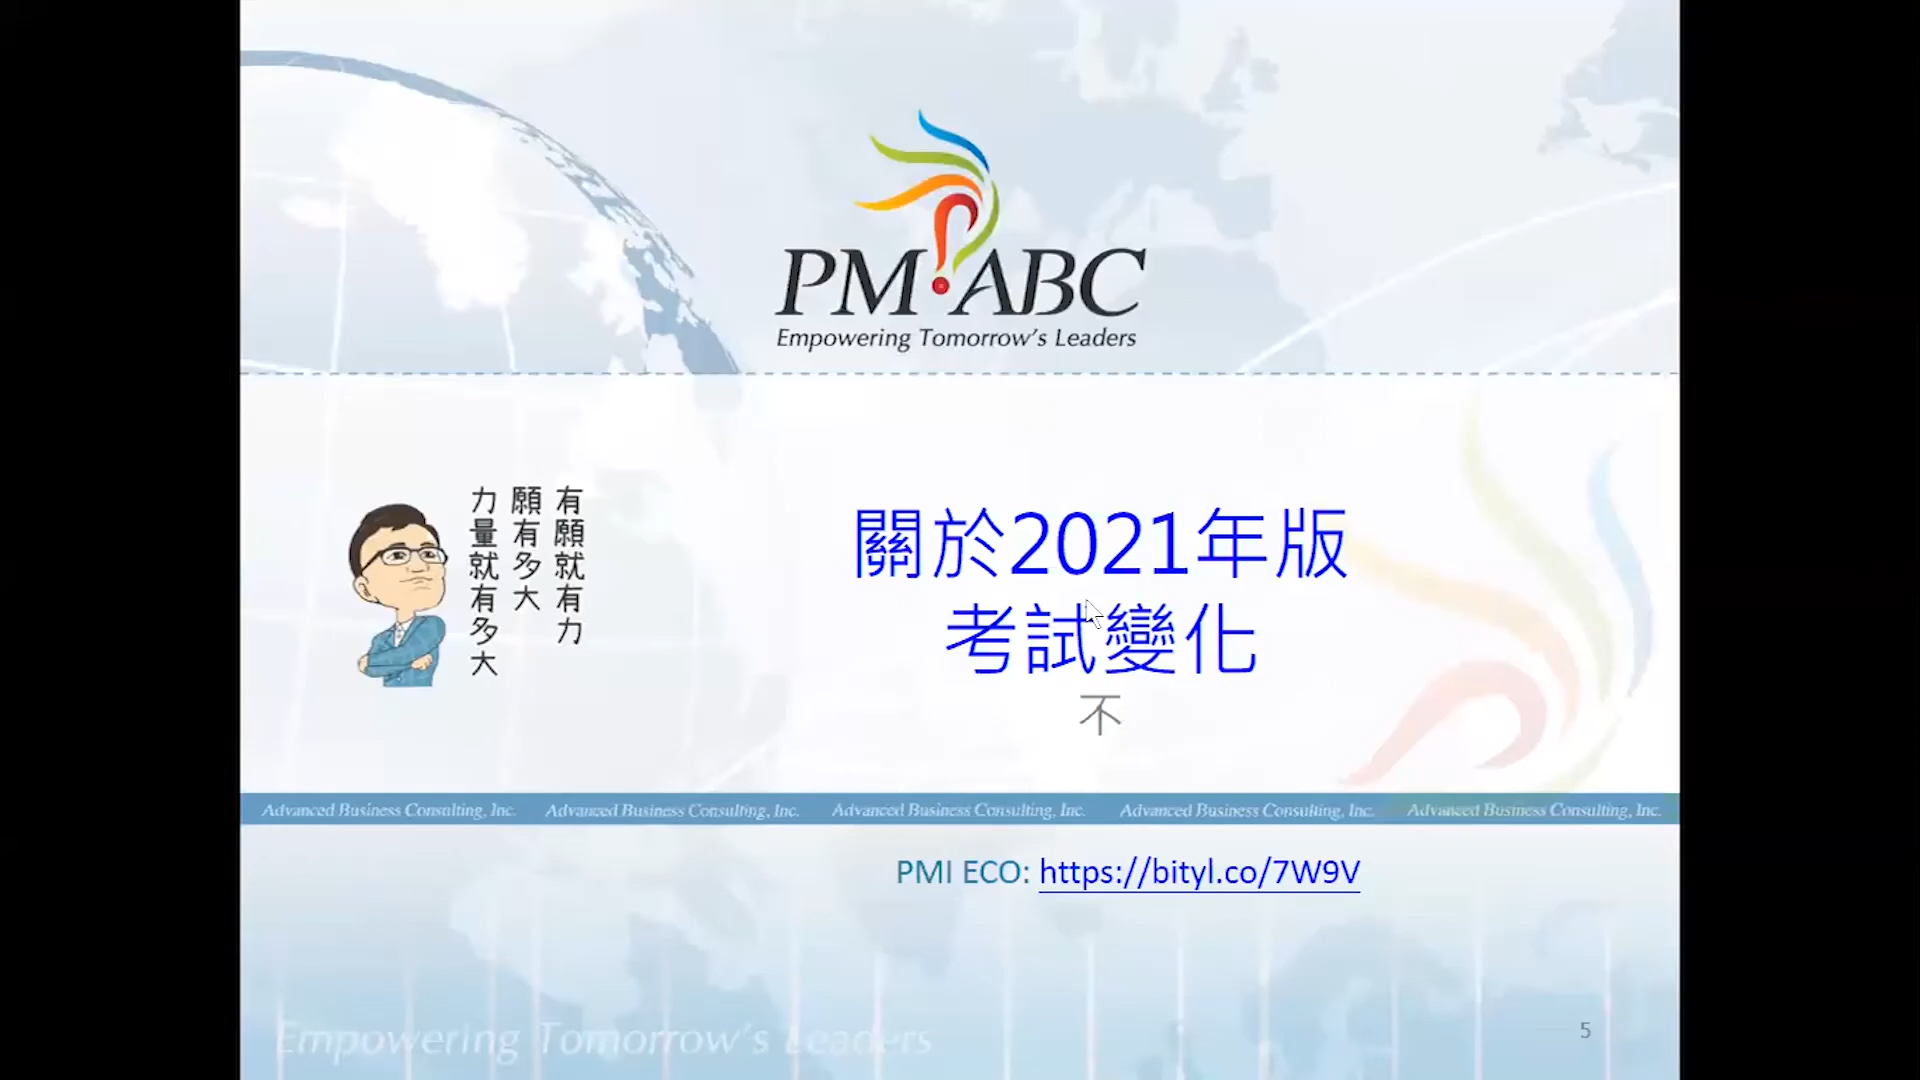 PM ABC
Empowering Tomorrow's Leaders
有願就有力
願有多大
力量就有多大
關於2021年版
考試變化
不
Advanced Business Consulting, Inc. Advanced Business Consulting, Inc. Advanced Business Consulting, Inc. Advanced Business Consulting, Inc. Advanced Business Consulting, Inc.
PMI ECO: https://bityl.co/7W9V
Empowering Tomorrow's Leaders
5